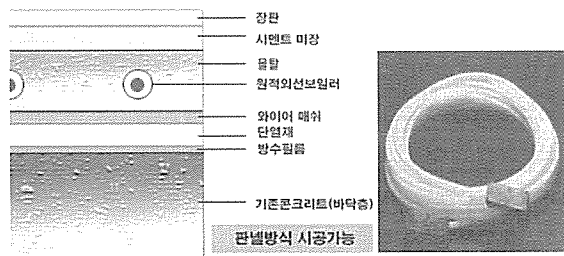 장판
시멘트 미장
몰탈
원적외선보일러
와이어 매쉬
단열재
방수필름
기존콘크리트(바닥층)
판넬방식 시공가능